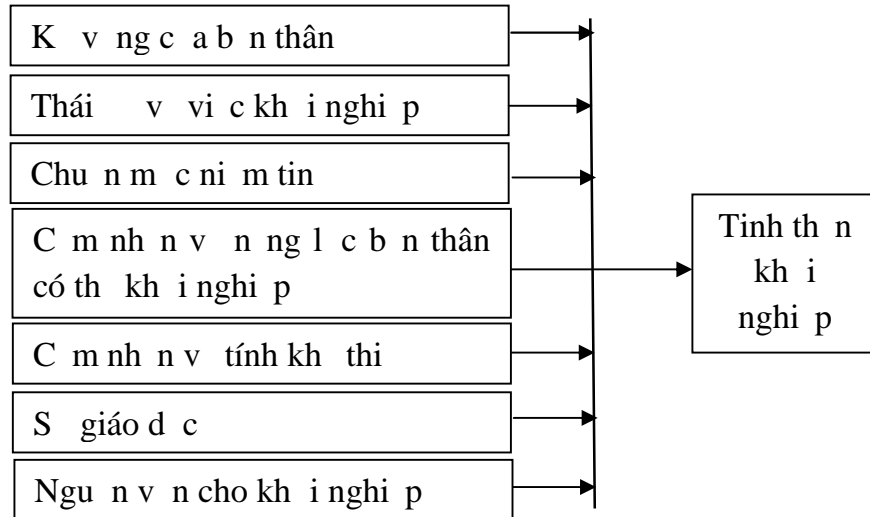 K v ng c a b n thân
Thái v vi c kh i nghi p
Chu n m c ni m tin
C m nh n v n ng l c b n thân
có th kh i nghi p
C m nh n v tính kh thi
S giáo d c
Ngu n v n cho kh i nghi p
Tinh th n
kh i
nghi p